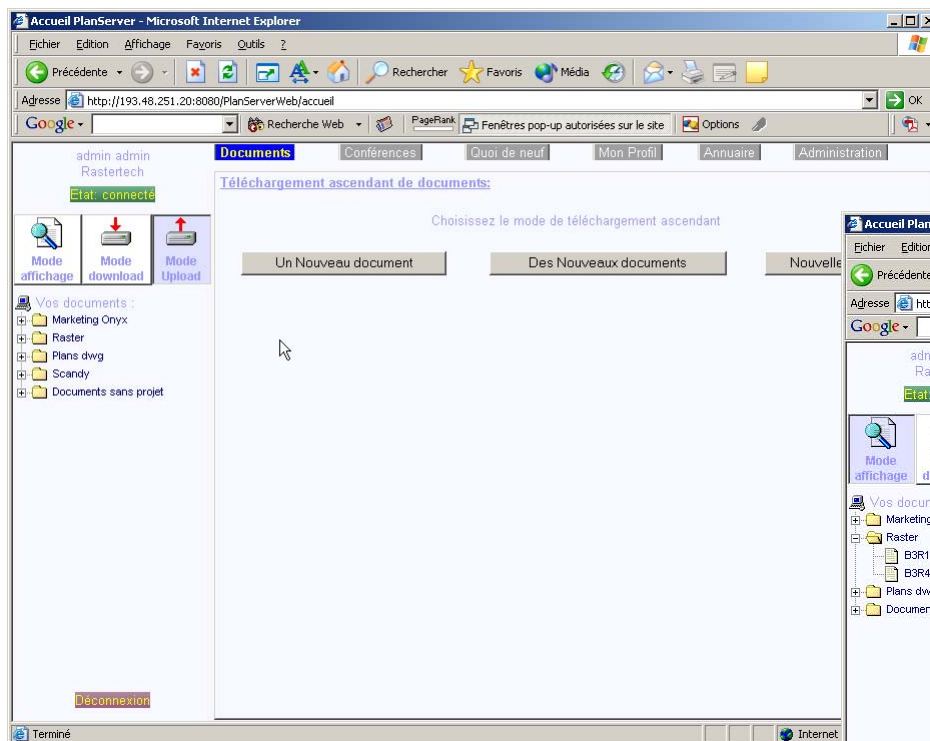 Accueil PlanServer - Microsoft Internet Explorer
Fichier Edition Affichage Favoris Outils ?
Précédente Rechercher Favoris Média
Adresse http://193.48.251.20:8080/PlanServerWeb/accueil OK
Google Recherche Web PageRank Fenêtres pop-up autorisées sur le site Options
admin admin
Rastertech
Etat: connecté
Documents Conférences Quoi de neuf Mon Profil Annuaire Administration
Téléchargement ascendant de documents:
Choisissez le mode de téléchargement ascendant
Mode affichage
Mode download
Mode Upload
Un Nouveau document Des Nouveaux documents Nouvelle
Vos documents :
Marketing Onyx
Raster
Plans dwg
Scandy
Documents sans projet
Déconnexion
Terminé Internet
Accueil Plan
Fichier Edition
Précédente
Adresse htt
Google
adn
Ra
Etat:
Mode
affichage d
Vos docur
Marketing
Raster
B3R1
B3R4
Plans dw
Documer